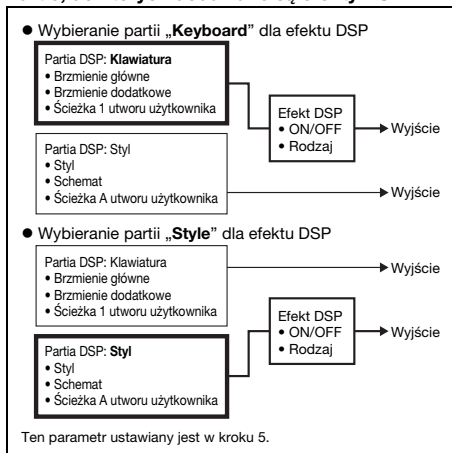 ● Wybieranie partii „Keyboard” dla efektu DSP
Partia DSP: Klawiatura
• Brzmienie główne
• Brzmienie dodatkowe
• Ścieżka 1 utworu użytkownika
Efekt DSP
• ON/OFF
• Rodzaj
Wyjście
Partia DSP: Styl
• Styl
• Schemat
• Ścieżka A utworu użytkownika
Wyjście
● Wybieranie partii „Style” dla efektu DSP
Partia DSP: Klawiatura
• Brzmienie główne
• Brzmienie dodatkowe
• Ścieżka 1 utworu użytkownika
Wyjście
Efekt DSP
• ON/OFF
• Rodzaj
Wyjście
Partia DSP: Styl
• Styl
• Schemat
• Ścieżka A utworu użytkownika
Ten parametr ustawiany jest w kroku 5.